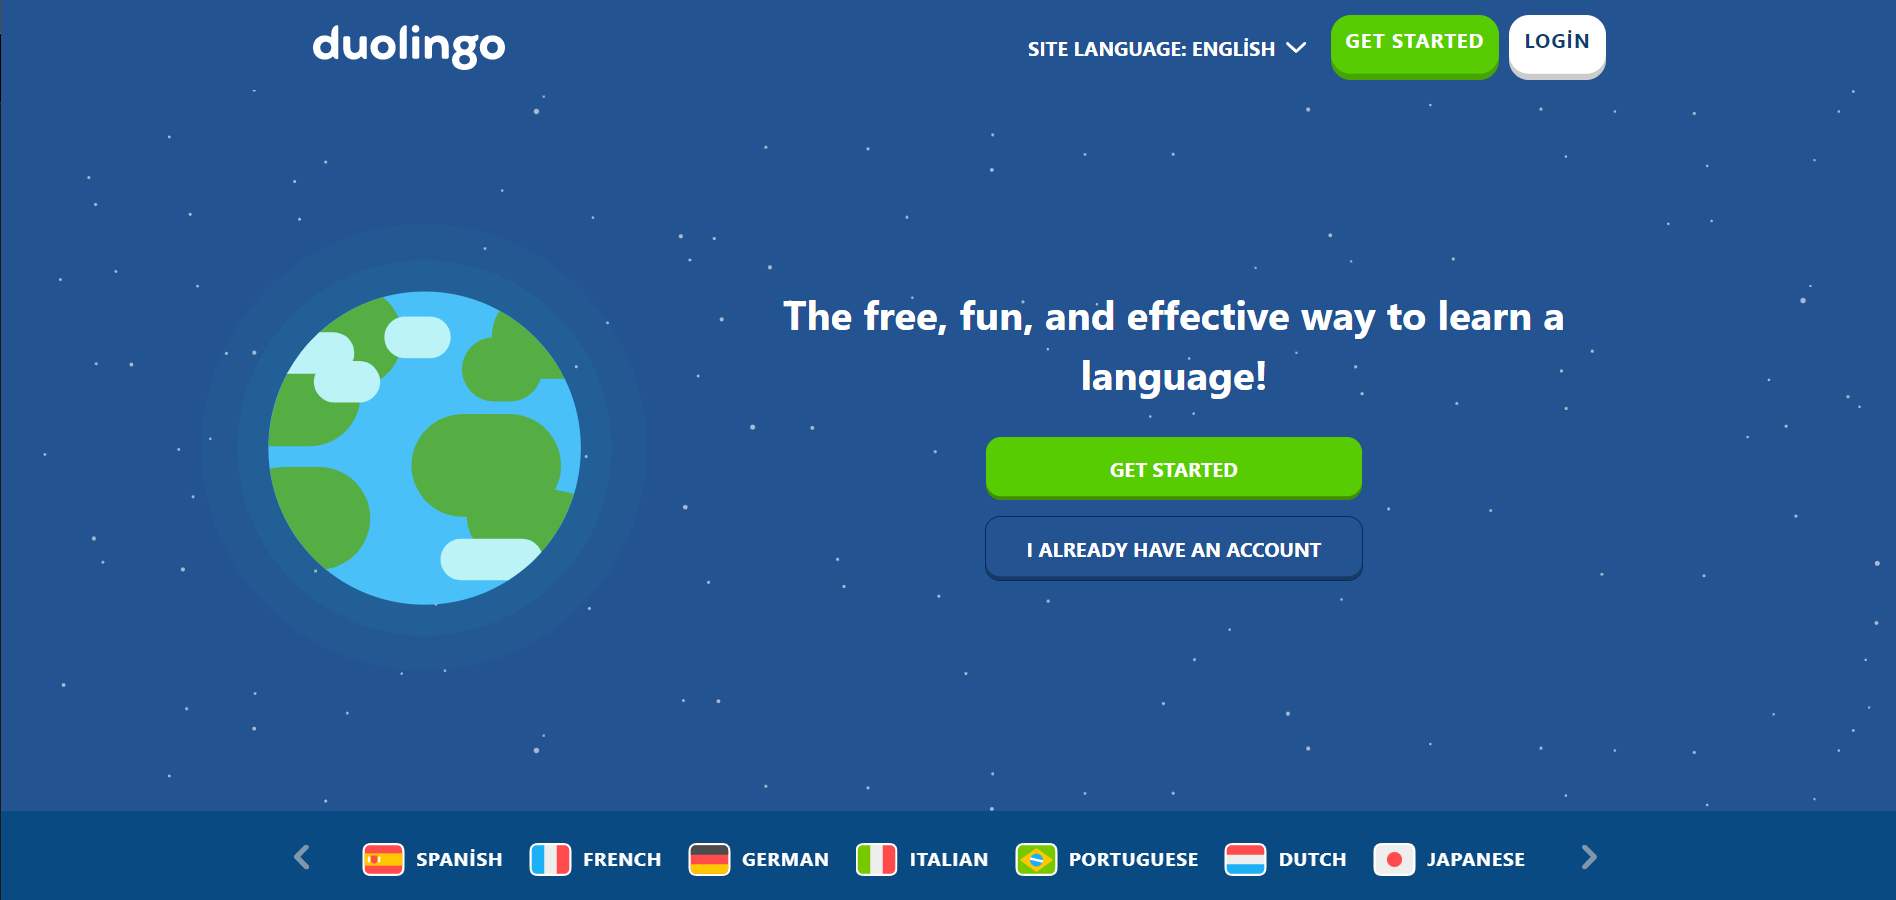 duolingo
SITE LANGUAGE: ENGLİSH
GET STARTED
LOGİN
The free, fun, and effective way to learn a
language!
GET STARTED
I ALREADY HAVE AN ACCOUNT
SPANİSH
FRENCH
GERMAN
ITALIAN
PORTUGUESE
DUTCH
JAPANESE